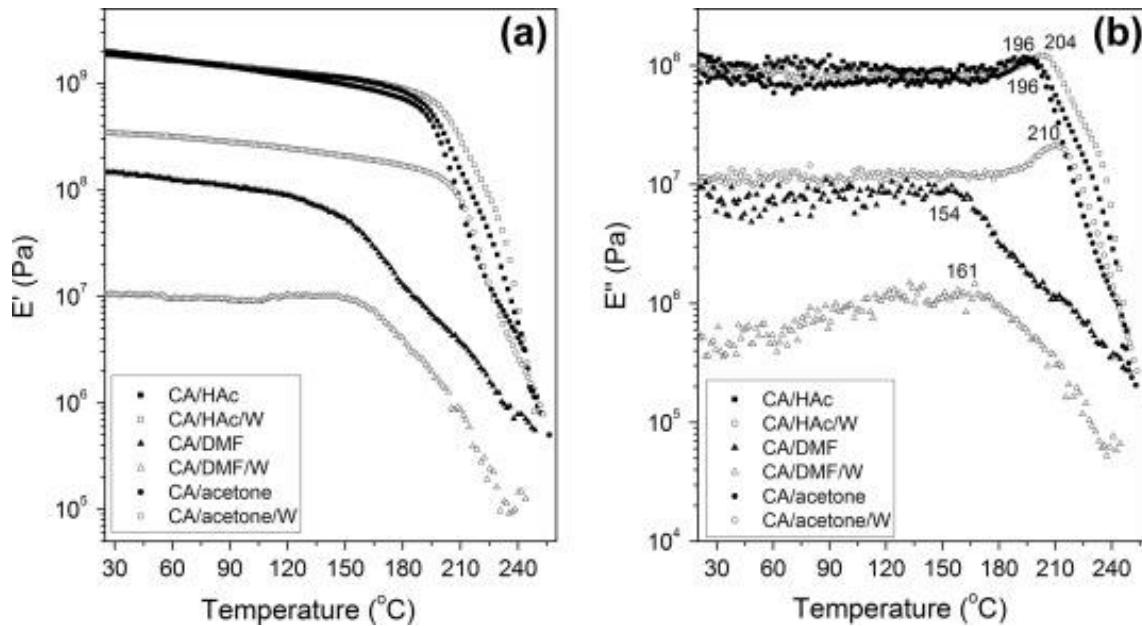 (a)
10⁹
10⁸
10⁷
10⁶
10⁵
E' (Pa)
CA/HAc
CA/HAc/W
CA/DMF
CA/DMF/W
CA/acetone
CA/acetone/W
30 60 90 120 150 180 210 240
Temperature (°C)
(b)
196 204
196
210
154
161
10⁸
10⁷
10⁶
10⁵
10⁴
E" (Pa)
CA/HAc
CA/HAc/W
CA/DMF
CA/DMF/W
CA/acetone
CA/acetone/W
30 60 90 120 150 180 210 240
Temperature (°C)